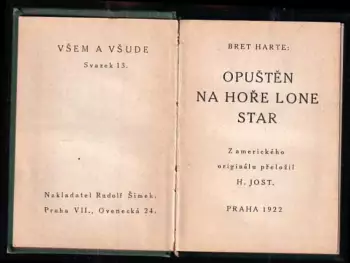 VŠEM A VŠUDE
Svazek 13.
Nakladatel Rudolf Šimek.
Praha VII., Ovenecká 24.
BRET HARTE:
OPUŠTĚN
NA HOŘE LONE
STAR
Z amerického
originálu přeložil
H. JOST.
PRAHA 1922